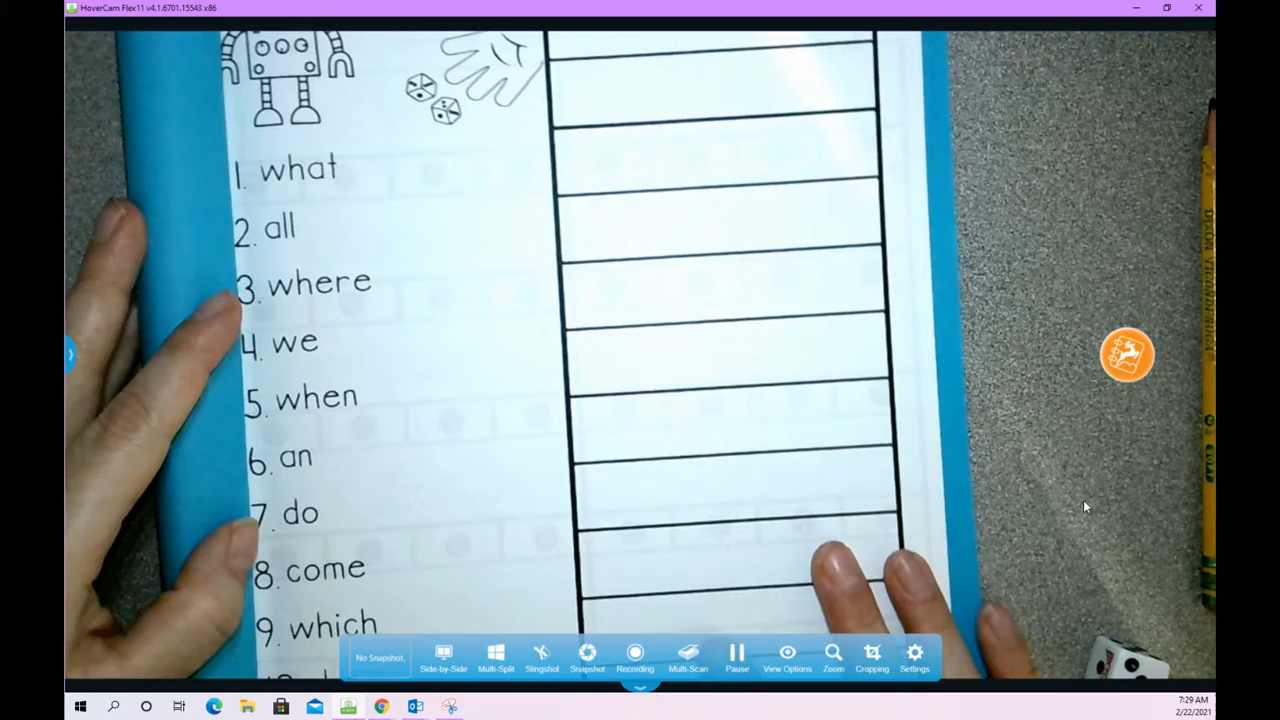 HoverCam Flex11 v4.1.6701.15543 x86
1. what
2. all
3. where
4. we
5. when
6. an
7. do
8. come
9. which
No Snapshot.
Side-by-Side
Multi-Split
Slingshot
Snapshot
Recording
Multi-Scan
Pause
View Options
Zoom
Cropping
Settings
7:29 AM
2/22/2021